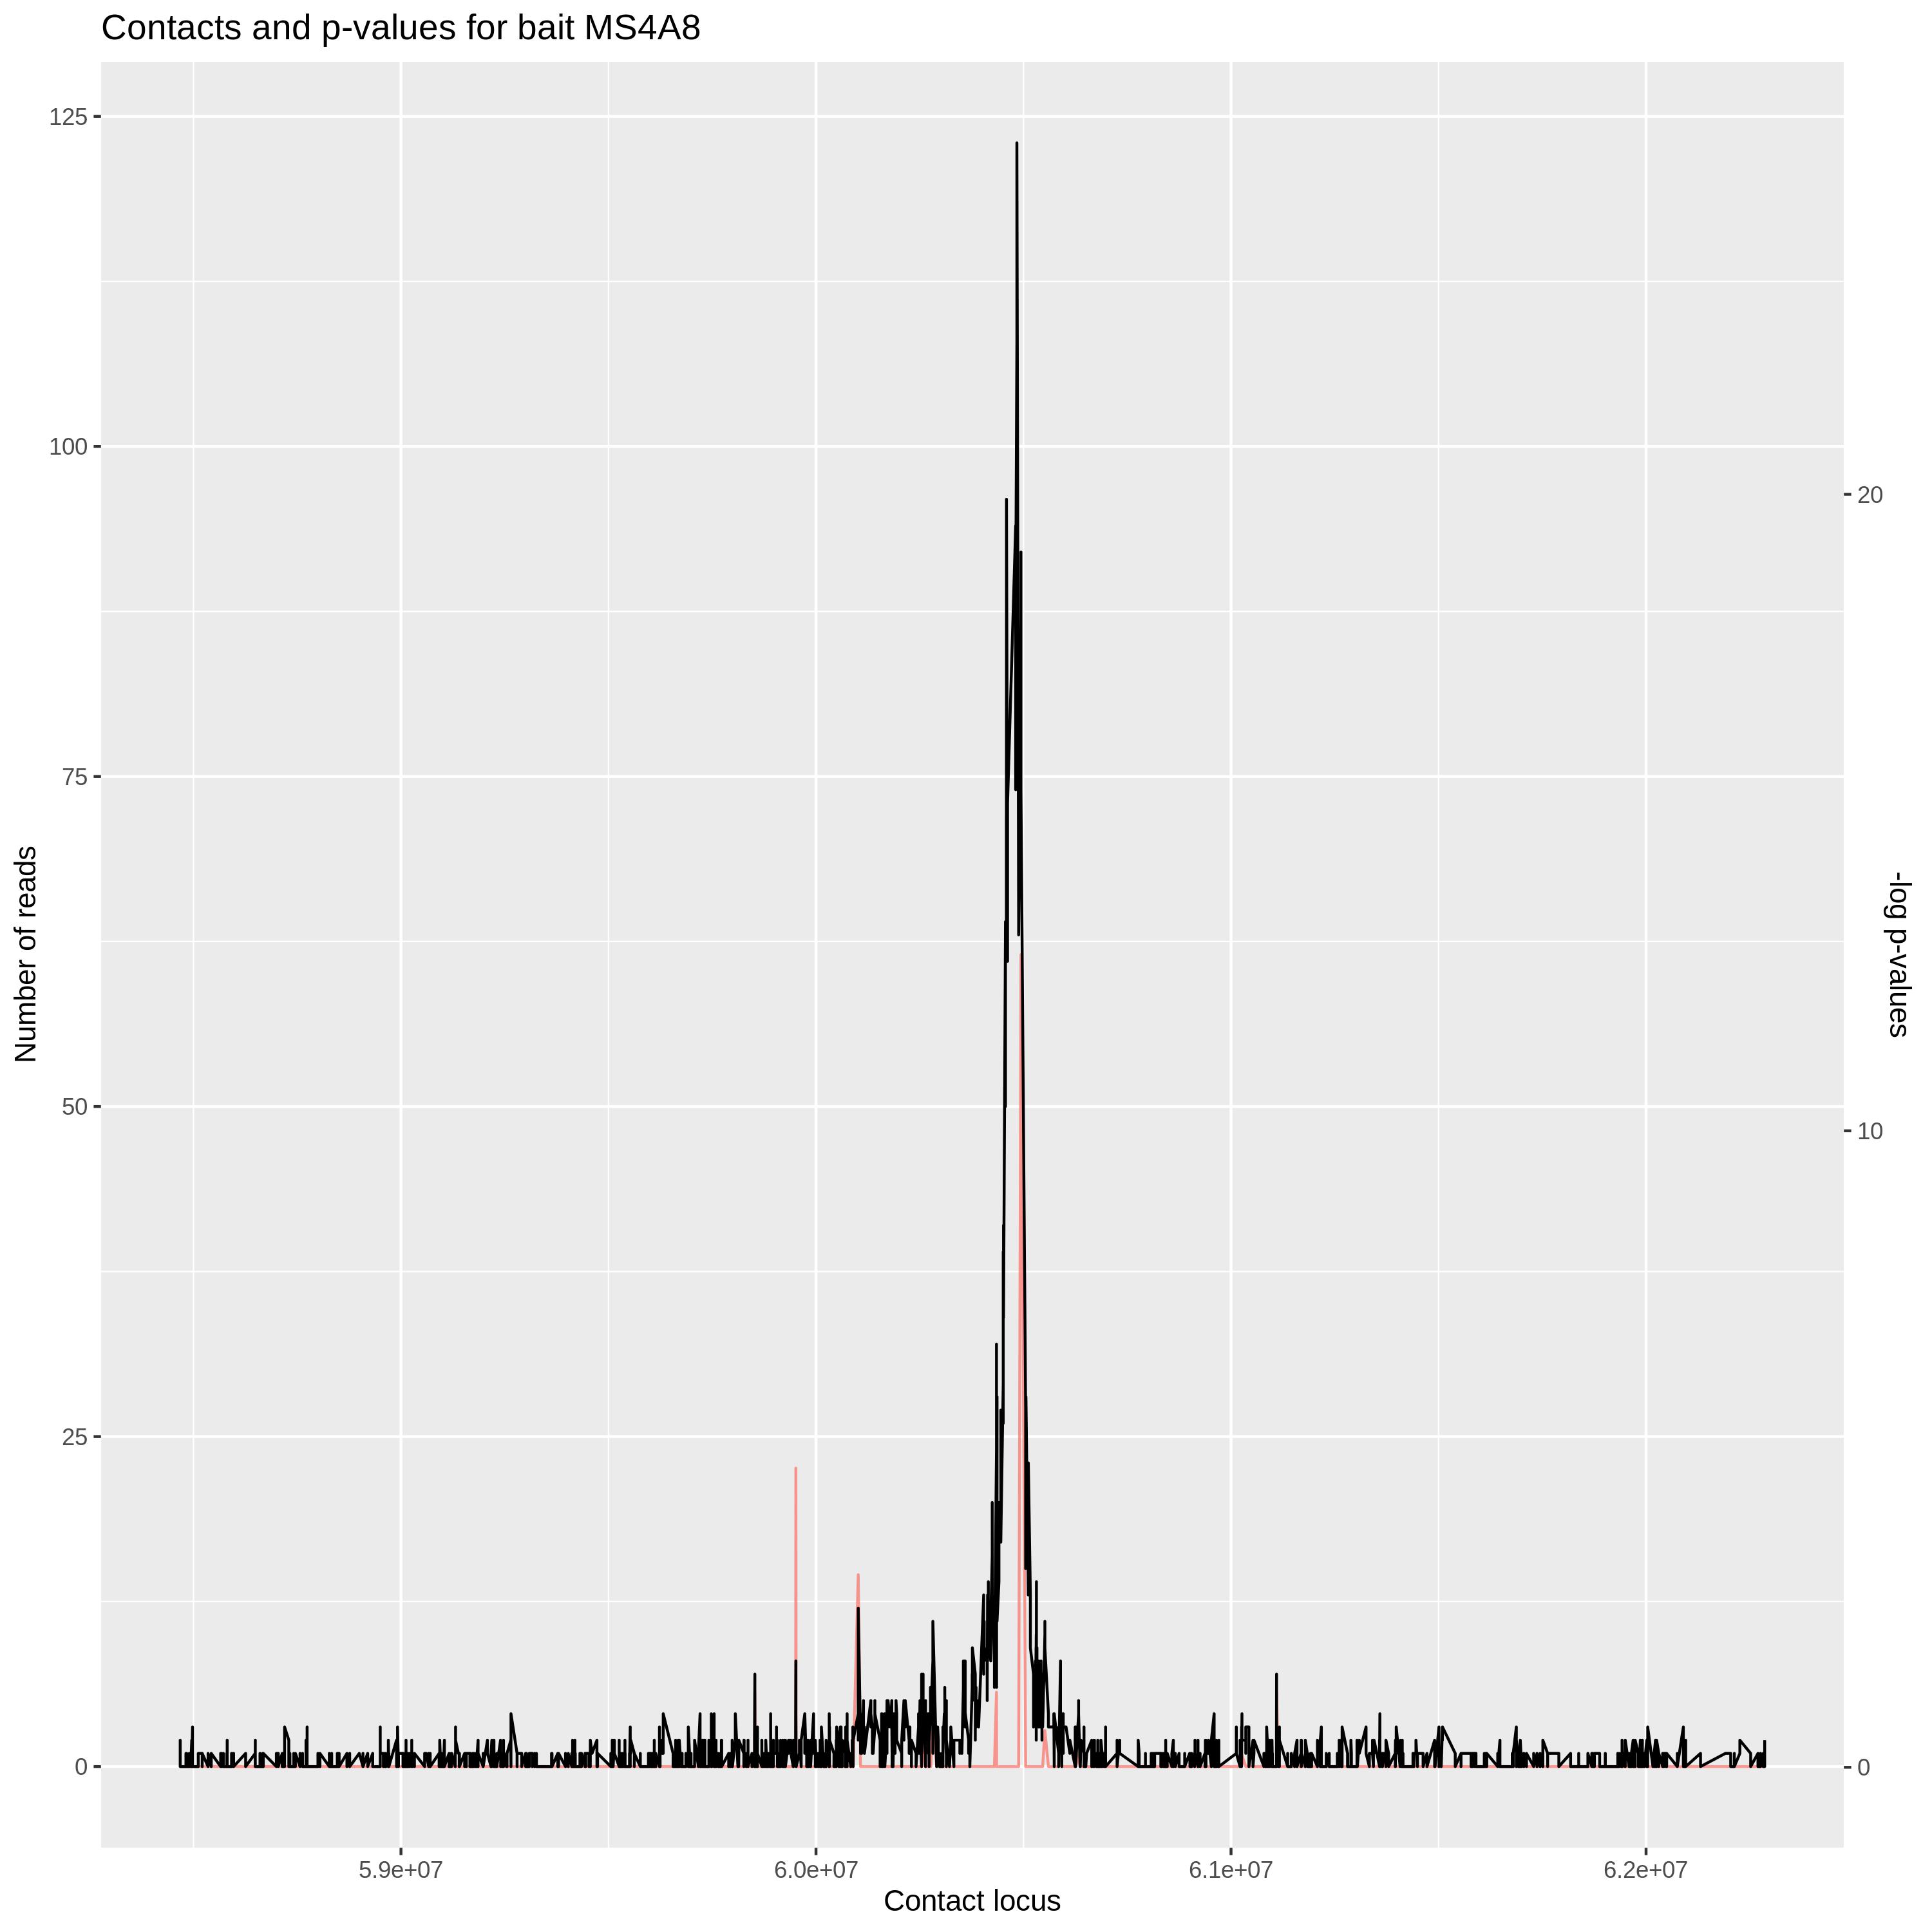 Contacts and p-values for bait MS4A8
125
100
75
50
25
0
Number of reads
20
10
0
-log p-values
5.9e+07
6.0e+07
6.1e+07
6.2e+07
Contact locus